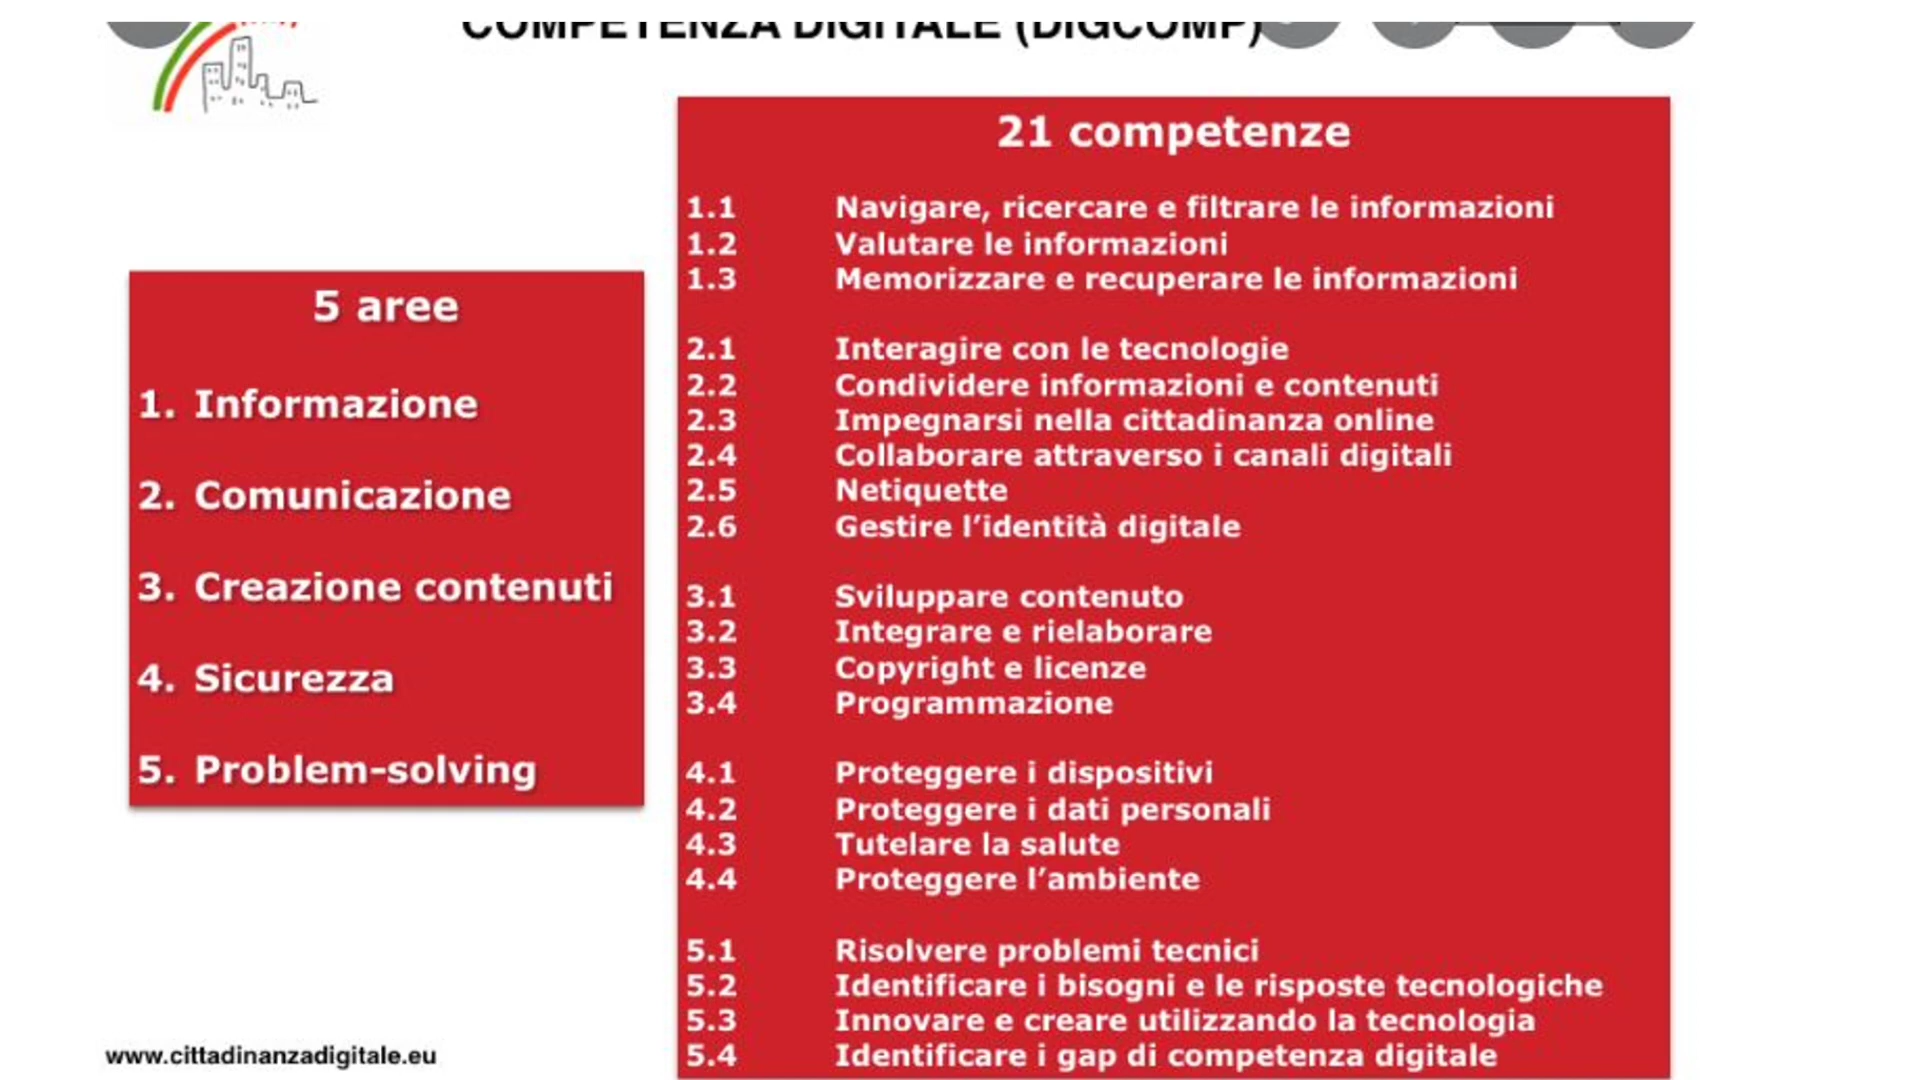 COMPETENZA DIGITALE (DIGCOMP)
5 aree
1. Informazione
2. Comunicazione
3. Creazione contenuti
4. Sicurezza
5. Problem-solving
21 competenze
1.1 Navigare, ricercare e filtrare le informazioni
1.2 Valutare le informazioni
1.3 Memorizzare e recuperare le informazioni
2.1 Interagire con le tecnologie
2.2 Condividere informazioni e contenuti
2.3 Impegnarsi nella cittadinanza online
2.4 Collaborare attraverso i canali digitali
2.5 Netiquette
2.6 Gestire l’identità digitale
3.1 Sviluppare contenuto
3.2 Integrare e rielaborare
3.3 Copyright e licenze
3.4 Programmazione
4.1 Proteggere i dispositivi
4.2 Proteggere i dati personali
4.3 Tutelare la salute
4.4 Proteggere l’ambiente
5.1 Risolvere problemi tecnici
5.2 Identificare i bisogni e le risposte tecnologiche
5.3 Innovare e creare utilizzando la tecnologia
5.4 Identificare i gap di competenza digitale
www.cittadinanzadigitale.eu